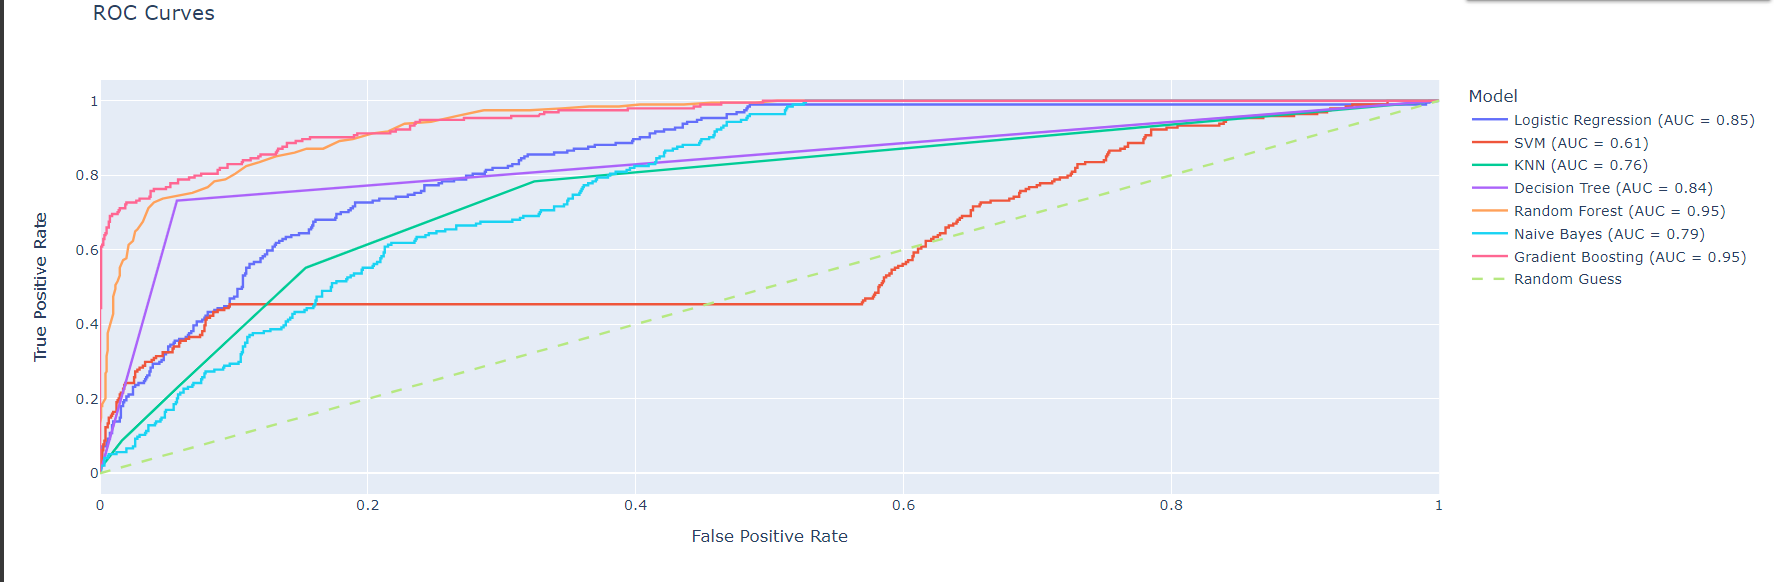 ROC Curves
1
0.8
0.6
0.4
0.2
0
True Positive Rate
0
0.2
0.4
0.6
0.8
1
False Positive Rate
Model
Logistic Regression (AUC = 0.85)
SVM (AUC = 0.61)
KNN (AUC = 0.76)
Decision Tree (AUC = 0.84)
Random Forest (AUC = 0.95)
Naive Bayes (AUC = 0.79)
Gradient Boosting (AUC = 0.95)
Random Guess